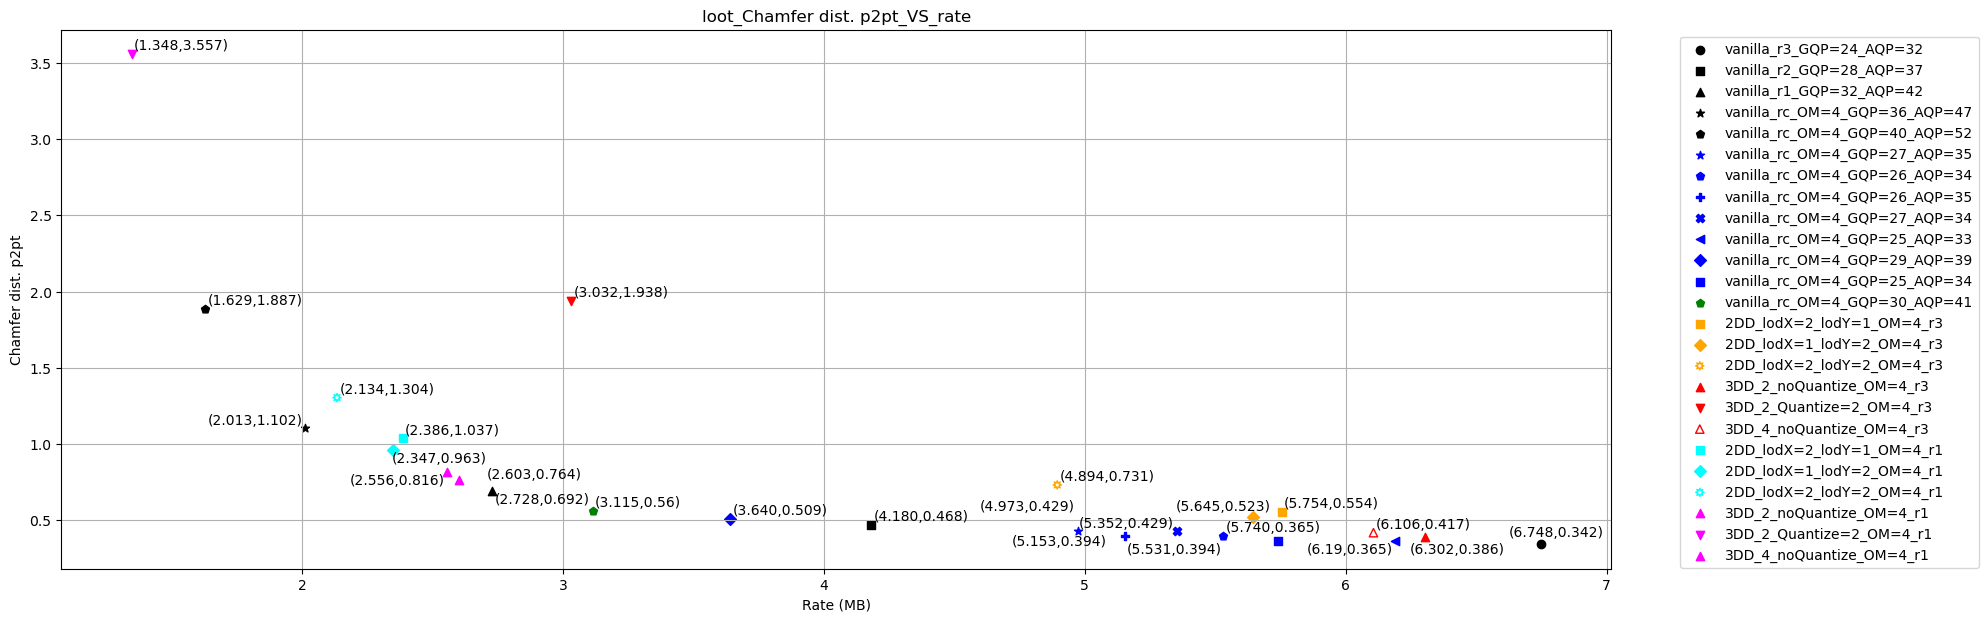 loot_Chamfer dist. p2pt_VS_rate
Chamfer dist. p2pt
3.5
3.0
2.5
2.0
1.5
1.0
0.5
(1.348,3.557)
(1.629,1.887)
(3.032,1.938)
(2.134,1.304)
(2.013,1.102)
(2.386,1.037)
(2.347,0.963)
(2.603,0.764)
(2.556,0.816)
(2.728,0.692)
(3.115,0.56)
(3.640,0.509)
(4.180,0.468)
(4.894,0.731)
(4.973,0.429)
(5.352,0.429)
(5.153,0.394)
(5.531,0.394)
(5.645,0.523)
(5.754,0.554)
(5.740,0.365)
(6.106,0.417)
(6.19,0.365)
(6.302,0.386)
(6.748,0.342)
2
3
4
5
6
7
Rate (MB)
vanilla_r3_GQP=24_AQP=32
vanilla_r2_GQP=28_AQP=37
vanilla_r1_GQP=32_AQP=42
vanilla_rc_OM=4_GQP=36_AQP=47
vanilla_rc_OM=4_GQP=40_AQP=52
vanilla_rc_OM=4_GQP=27_AQP=35
vanilla_rc_OM=4_GQP=26_AQP=34
vanilla_rc_OM=4_GQP=26_AQP=35
vanilla_rc_OM=4_GQP=27_AQP=34
vanilla_rc_OM=4_GQP=25_AQP=33
vanilla_rc_OM=4_GQP=29_AQP=39
vanilla_rc_OM=4_GQP=25_AQP=34
vanilla_rc_OM=4_GQP=30_AQP=41
2DD_lodX=2_lodY=1_OM=4_r3
2DD_lodX=1_lodY=2_OM=4_r3
2DD_lodX=2_lodY=2_OM=4_r3
3DD_2_noQuantize_OM=4_r3
3DD_2_Quantize=2_OM=4_r3
3DD_4_noQuantize_OM=4_r3
2DD_lodX=2_lodY=1_OM=4_r1
2DD_lodX=1_lodY=2_OM=4_r1
2DD_lodX=2_lodY=2_OM=4_r1
3DD_2_noQuantize_OM=4_r1
3DD_2_Quantize=2_OM=4_r1
3DD_4_noQuantize_OM=4_r1